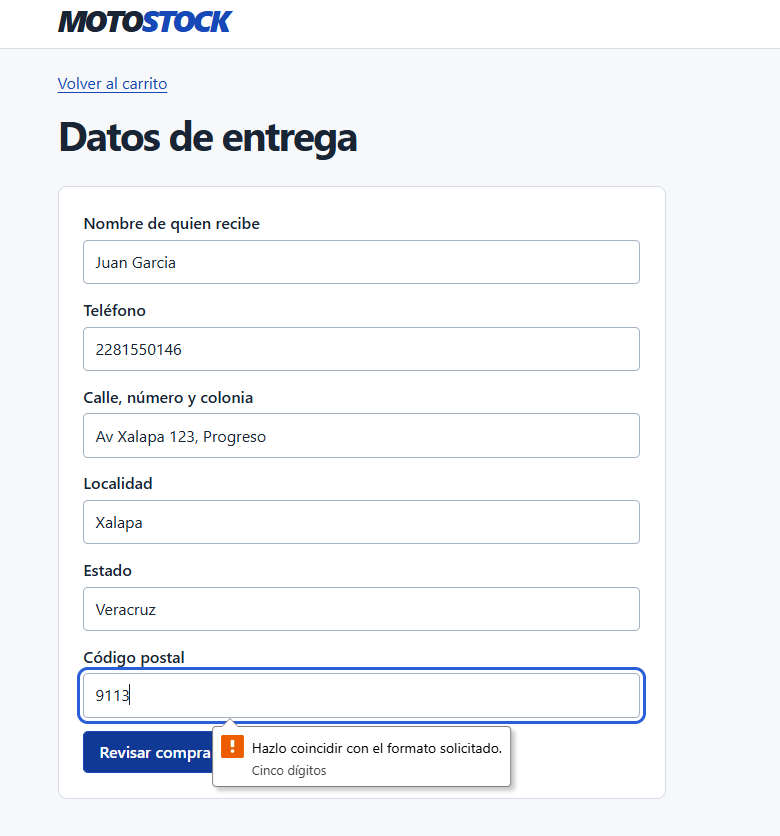 MOTOSTOCK
Volver al carrito
Datos de entrega
Nombre de quien recibe
Juan Garcia
Teléfono
2281550146
Calle, número y colonia
Av Xalapa 123, Progreso
Localidad
Xalapa
Estado
Veracruz
Código postal
9113
Revisar compra
Hazlo coincidir con el formato solicitado.
Cinco dígitos